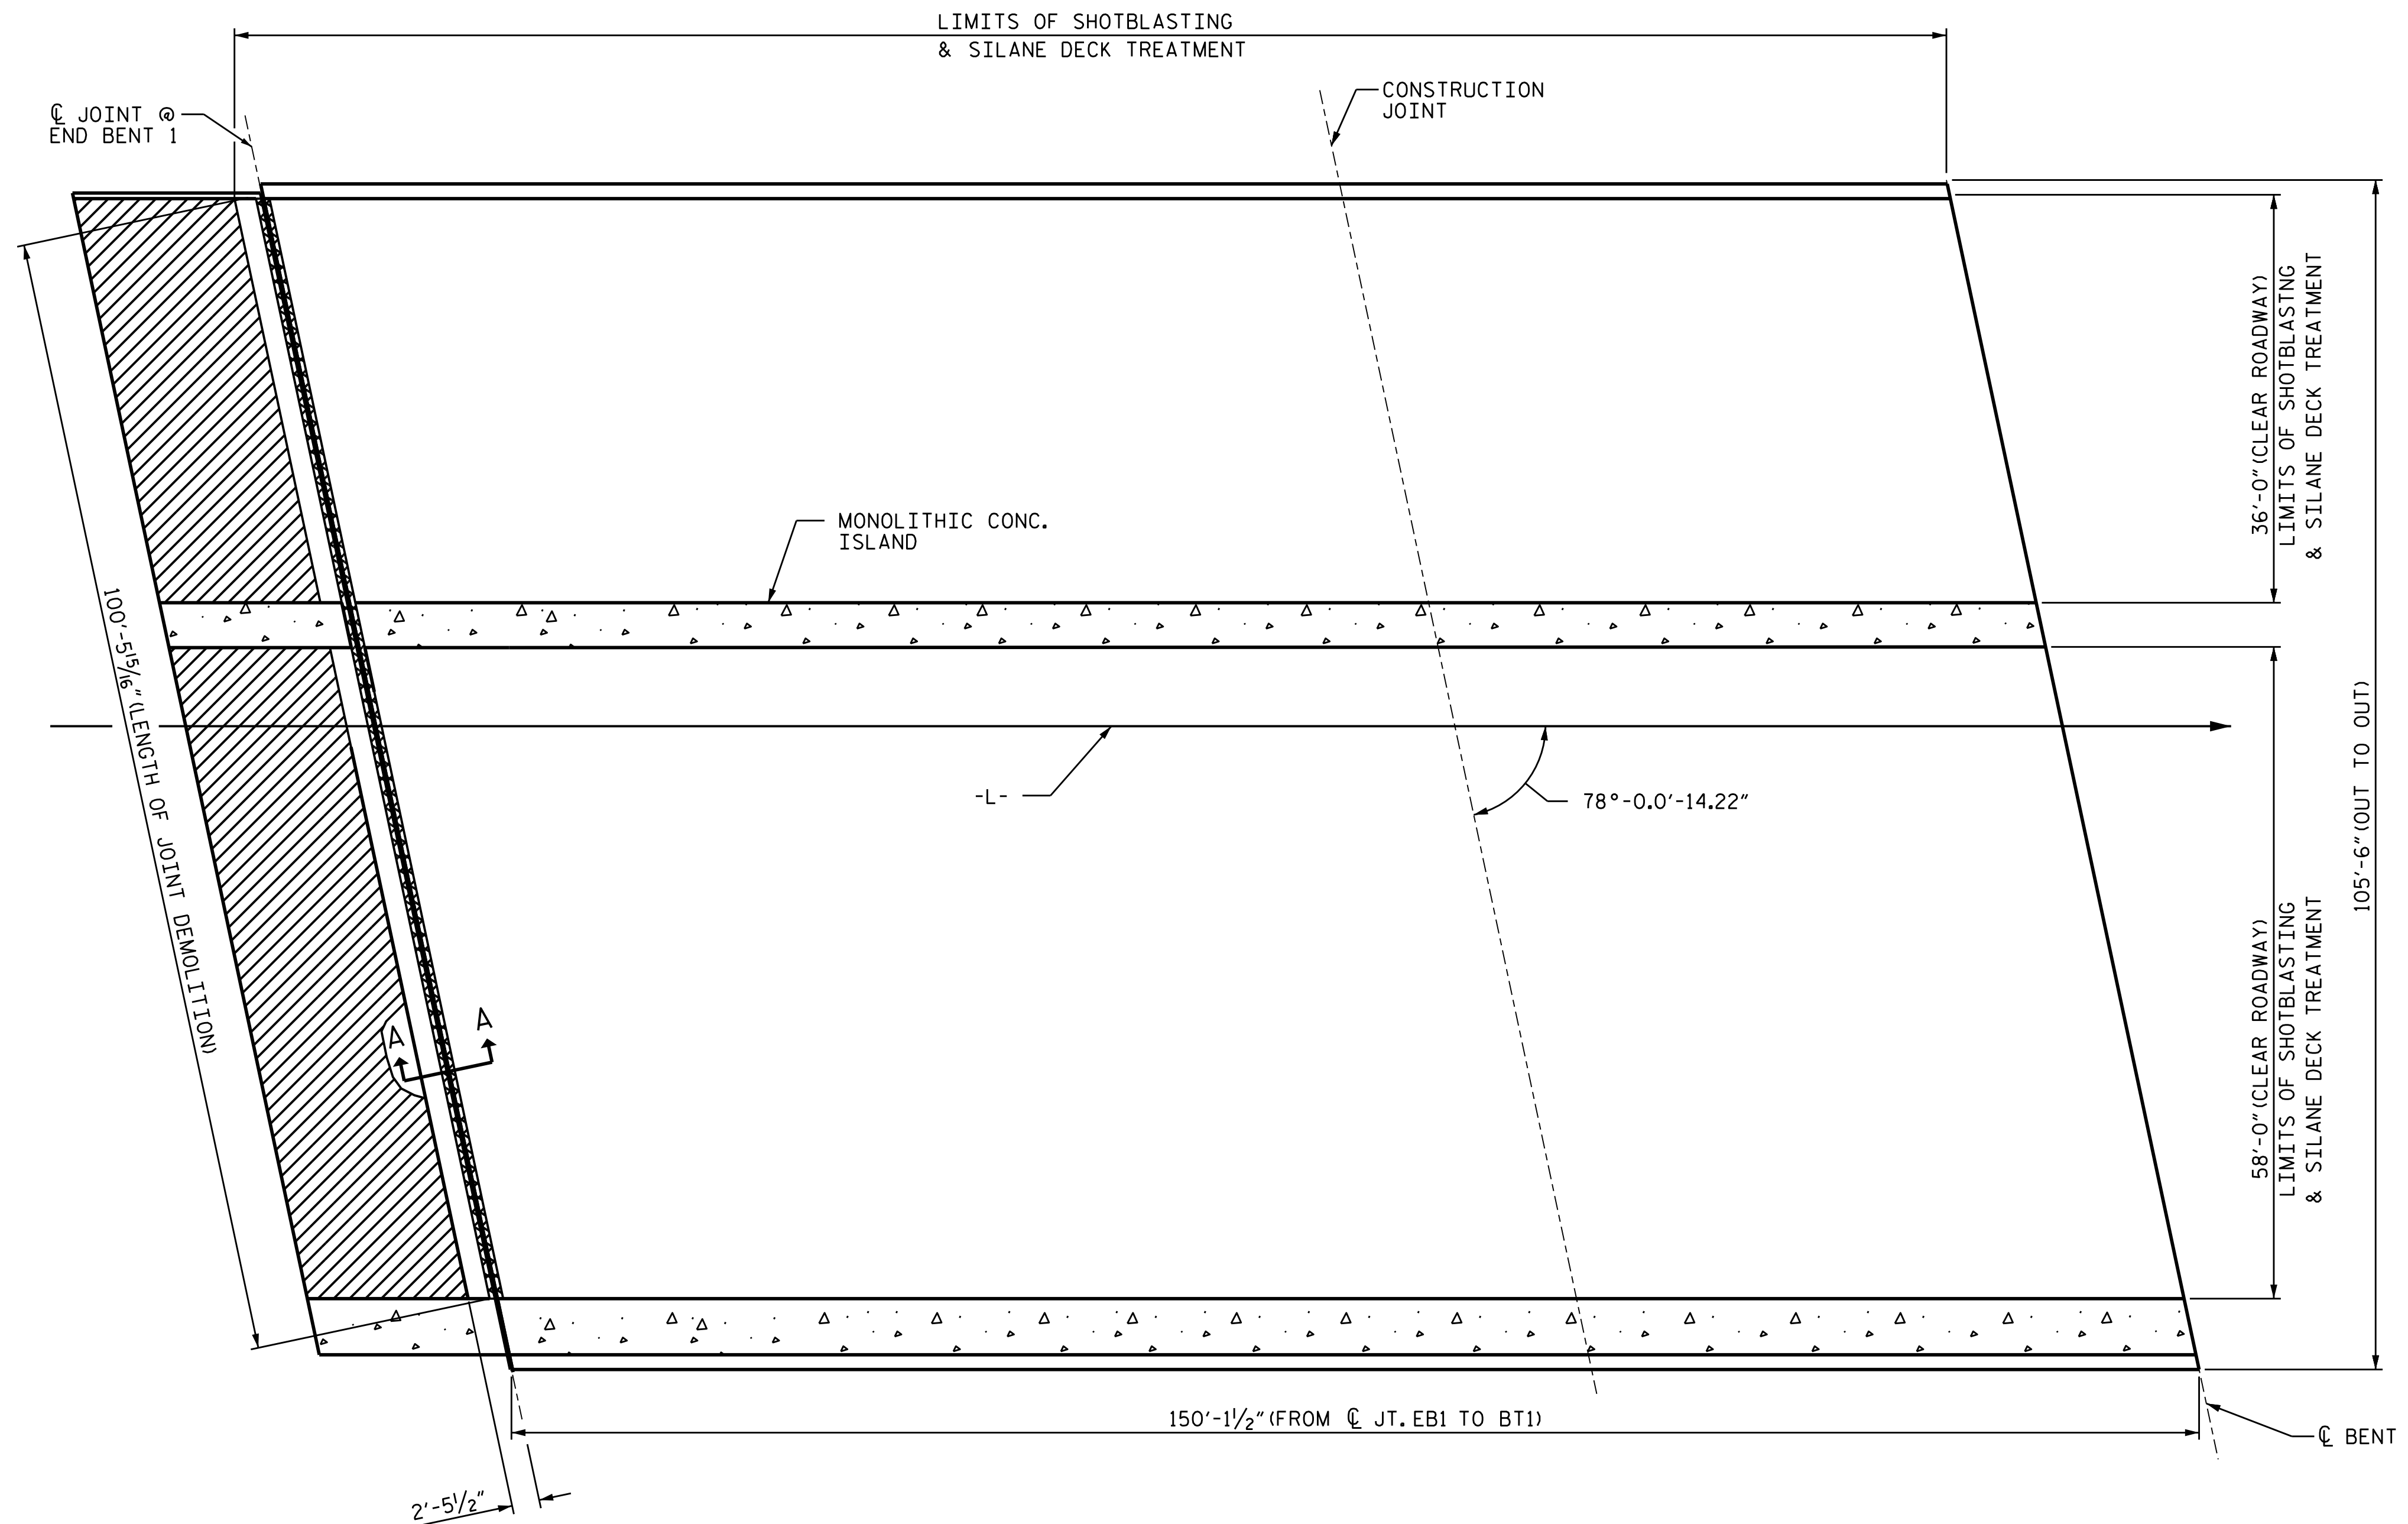 LIMITS OF SHOTBLASTING
& SILANE DECK TREATMENT
℄ JOINT @
END BENT 1
CONSTRUCTION
JOINT
36'-0" (CLEAR ROADWAY)
LIMITS OF SHOTBLASTNG
& SILANE DECK TREATMENT
MONOLITHIC CONC.
ISLAND
100'-5 15/16" (LENGTH OF JOINT DEMOLITION)
105'-6" (OUT TO OUT)
-L-
78°-0.0'-14.22"
58'-0" (CLEAR ROADWAY)
LIMITS OF SHOTBLASTING
& SILANE DECK TREATMENT
A
A
150'-1 1/2" (FROM ℄ JT. EB1 TO BT1)
℄ BENT
2'-5 1/2"